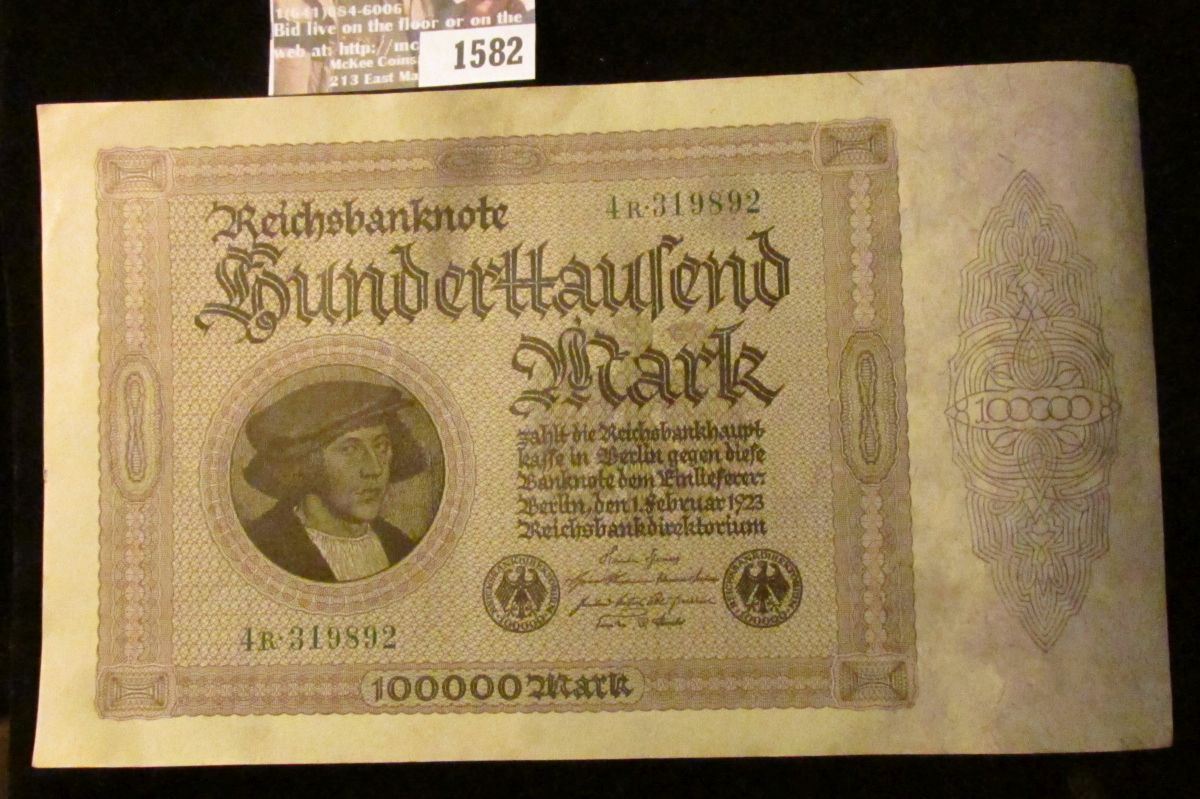 1(641)684-6006
Bid live on the floor or on the
web at: http://mc
McKee Coins
213 East Ma
1582
Reichsbanknote
4R·319892
Hunderttausend
Mark
100000
zahlt die Reichsbankhaupt
kasse in Berlin gegen diese
Banknote dem Einlieferer:
Berlin, den 1. Februar 1923
Reichsbankdirektorium
4R·319892
100000 Mark